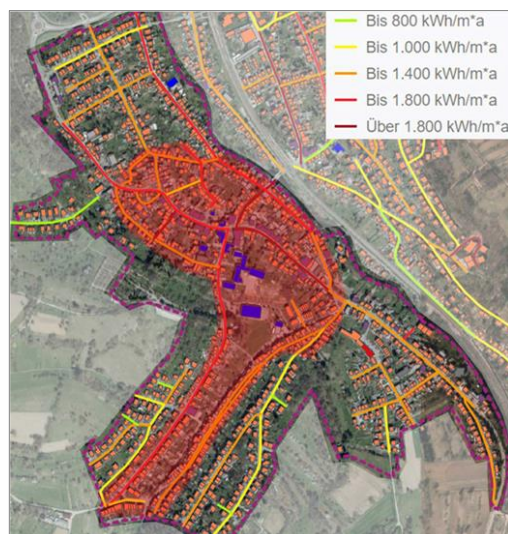 Bis 800 kWh/m*a
Bis 1.000 kWh/m*a
Bis 1.400 kWh/m*a
Bis 1.800 kWh/m*a
Über 1.800 kWh/m*a